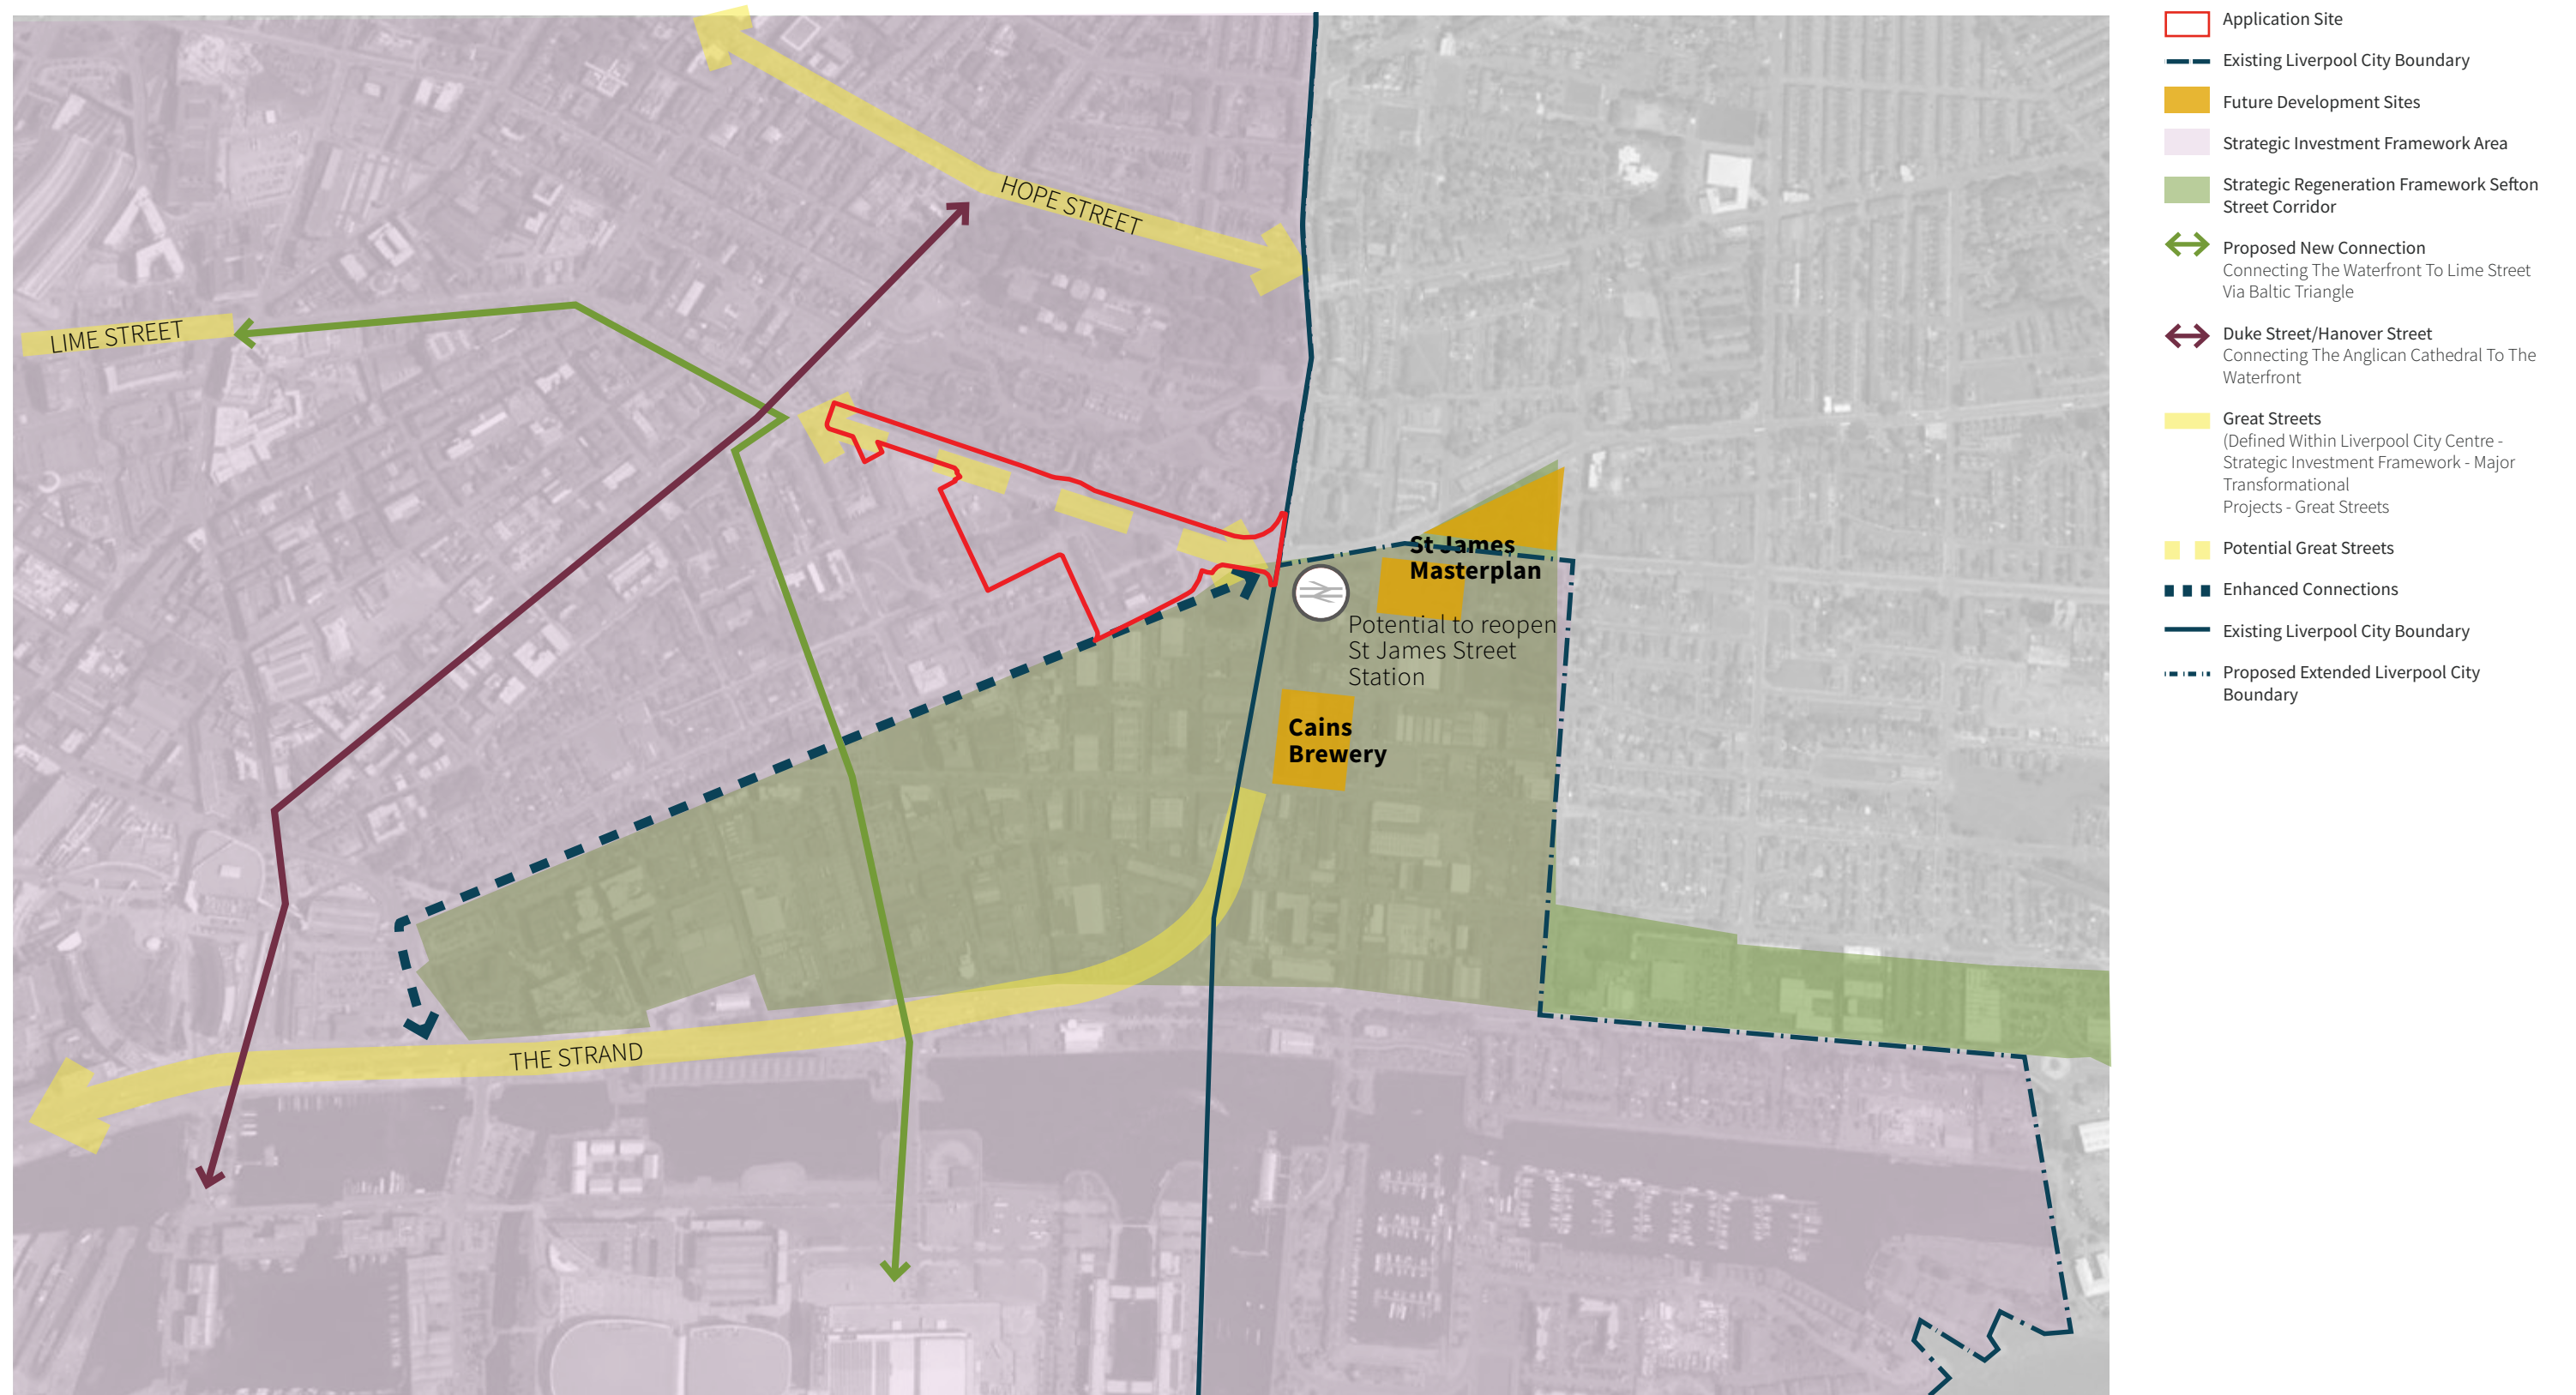 HOPE STREET
LIME STREET
St James
Masterplan
Potential to reopen
St James Street
Station
Cains
Brewery
THE STRAND
Application Site
Existing Liverpool City Boundary
Future Development Sites
Strategic Investment Framework Area
Strategic Regeneration Framework Sefton
Street Corridor
Proposed New Connection
Connecting The Waterfront To Lime Street
Via Baltic Triangle
Duke Street/Hanover Street
Connecting The Anglican Cathedral To The
Waterfront
Great Streets
(Defined Within Liverpool City Centre -
Strategic Investment Framework - Major
Transformational
Projects - Great Streets
Potential Great Streets
Enhanced Connections
Existing Liverpool City Boundary
Proposed Extended Liverpool City
Boundary